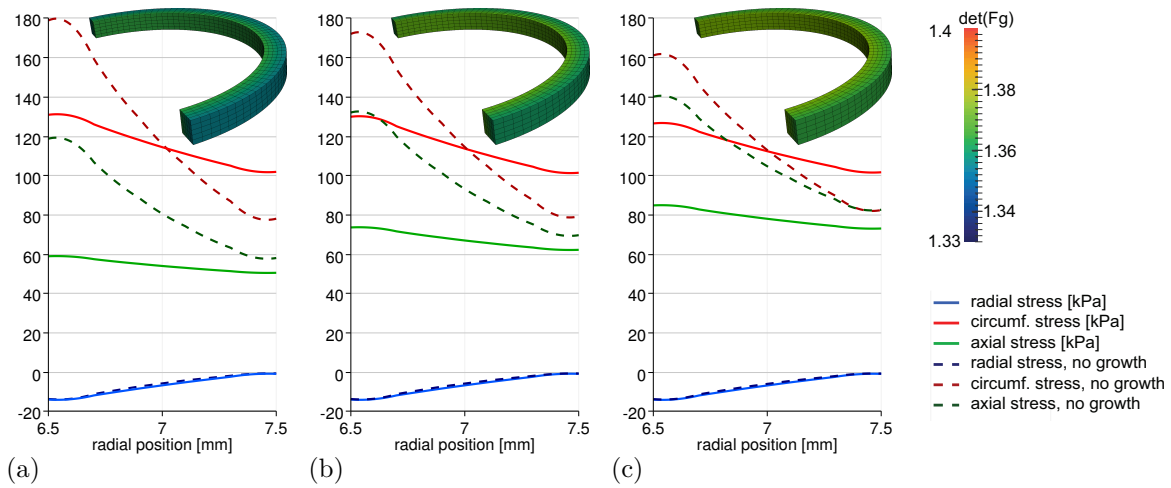 180
160
140
120
100
80
60
40
20
0
-20
6.5 7 7.5
radial position [mm]
(a)
180
160
140
120
100
80
60
40
20
0
-20
6.5 7 7.5
radial position [mm]
(b)
180
160
140
120
100
80
60
40
20
0
-20
6.5 7 7.5
radial position [mm]
(c)
det(Fg)
1.4
1.38
1.36
1.34
1.33
radial stress [kPa]
circumf. stress [kPa]
axial stress [kPa]
radial stress, no growth
circumf. stress, no growth
axial stress, no growth